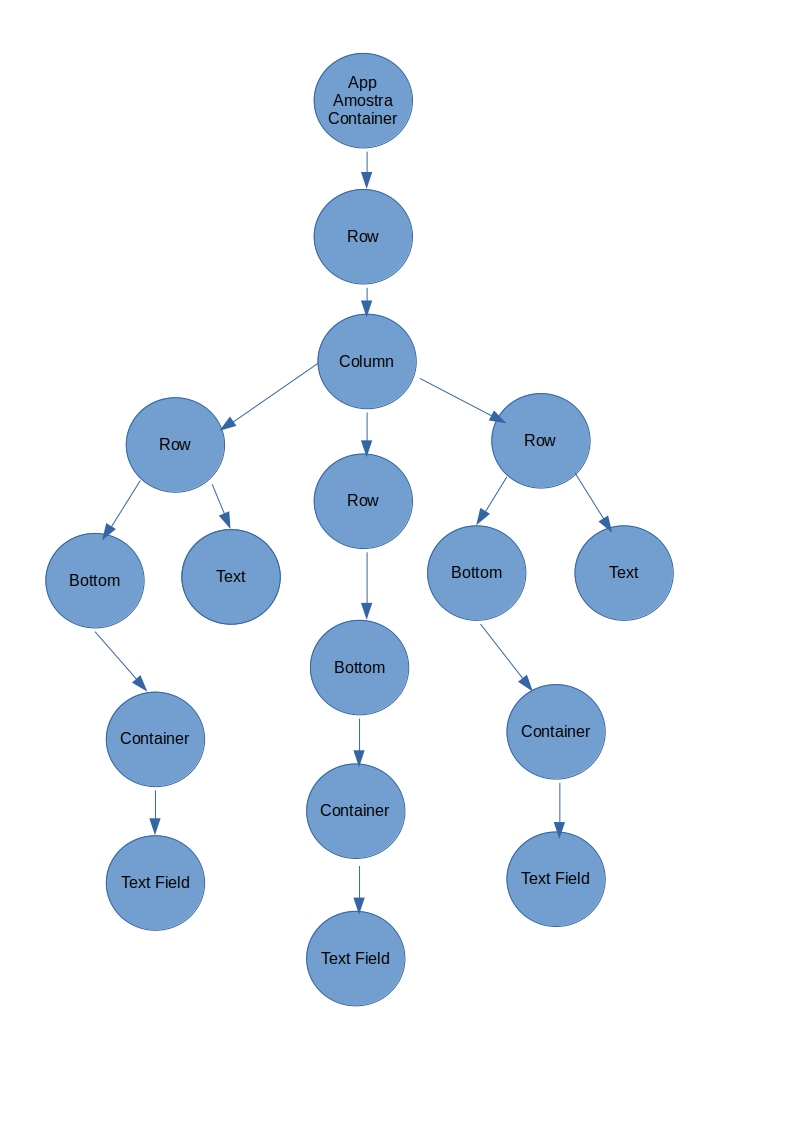 App
Amostra
Container
Row
Column
Row
Row
Row
Bottom
Text
Bottom
Text
Bottom
Container
Container
Container
Text Field
Text Field
Text Field